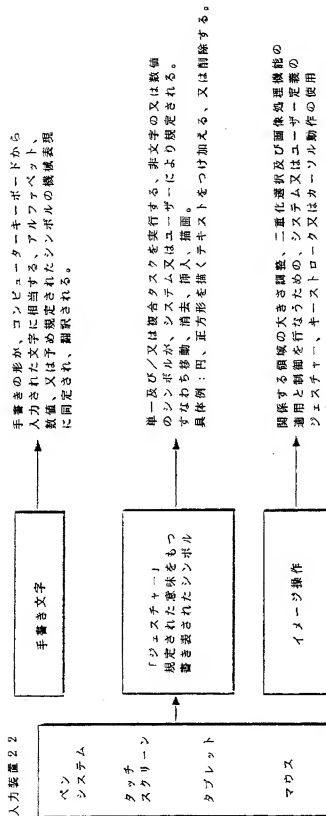 入力装置22
ペン
システム
タッチ
スクリーン
タブレット
マウス
手書き文字
手書きの形が、コンピューターキーボードから
入力された文字に相当する、アルファベット、
数値、又は予め規定されたシンボルの機械表現
に同定され、翻訳される。
「ジェスチャー」
規定された意味をもつ
書き表されたシンボル
単一及び/又は複合タスクを実行する、非文字の又は数値
のシンボルが、システム又はユーザーにより規定される。
すなわち移動、消去、挿入、描画。
具体例：円、正方形を描くテキストをつけ加える、又は削除する。
イメージ操作
関係する領域の大きさ調整、二重化選択及び画像処理機能の
適用と制御を行なうための、システム又はユーザー定義の
ジェスチャー、キーストローク又はカーソル動作の使用